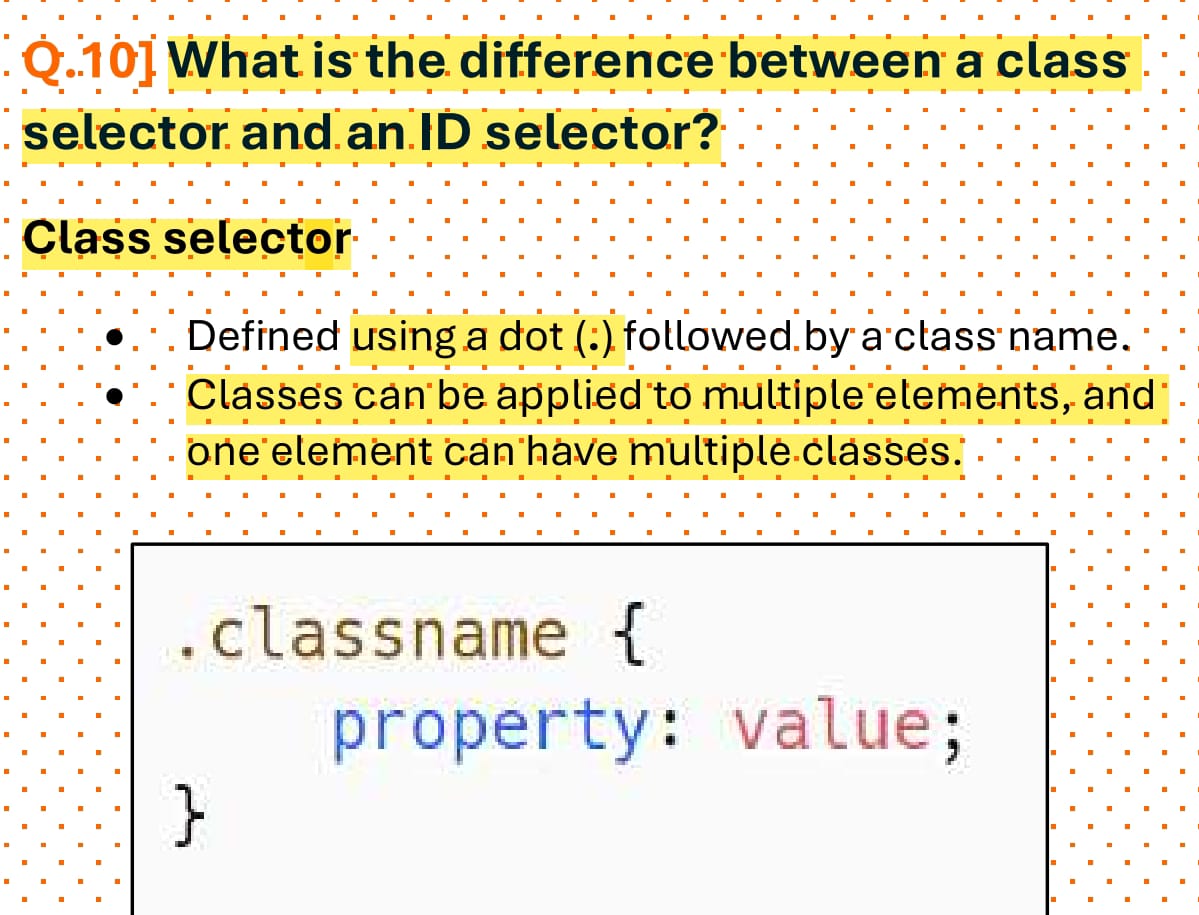 Q.10] What is the difference between a class
selector and an ID selector?
Class selector
• Defined using a dot (.) followed by a class name.
• Classes can be applied to multiple elements, and
one element can have multiple classes.
.classname {
property: value;
}